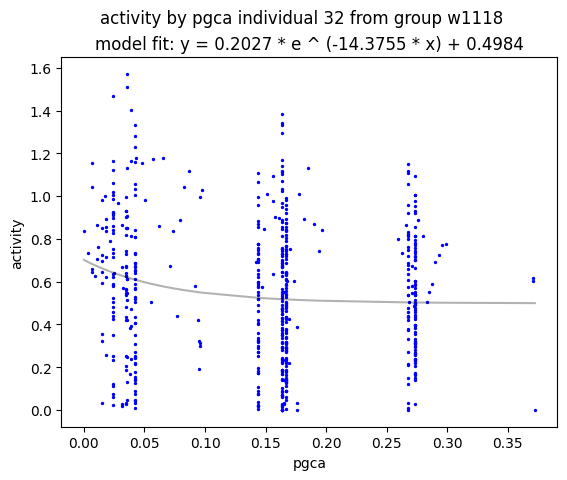 activity by pgca individual 32 from group w1118
model fit: y = 0.2027 * e ^ (-14.3755 * x) + 0.4984
1.6
1.4
1.2
1.0
0.8
0.6
0.4
0.2
0.0
activity
0.00 0.05 0.10 0.15 0.20 0.25 0.30 0.35
pgca